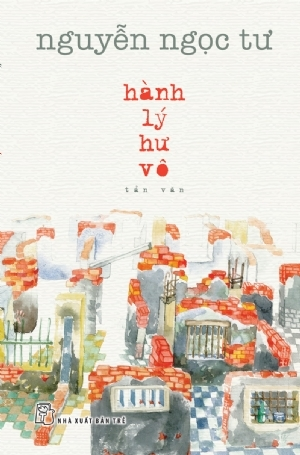 nguyễn ngọc tư
hành
lý
hư
vô
tản văn
NHÀ XUẤT BẢN TRẺ